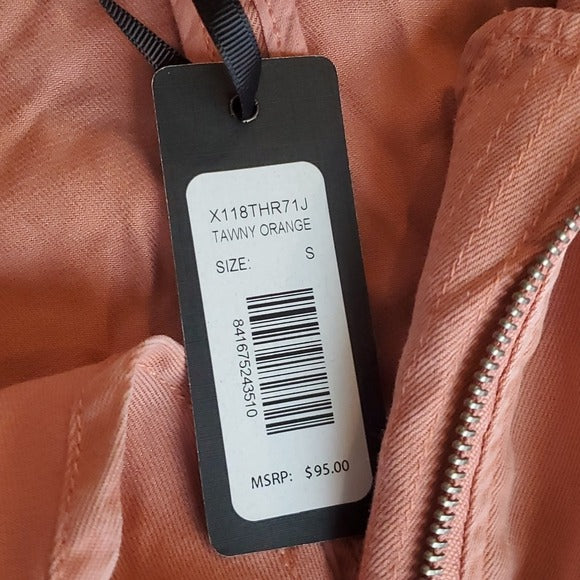 X118THR71J
TAWNY ORANGE
SIZE: S
841675243510
MSRP: $95.00